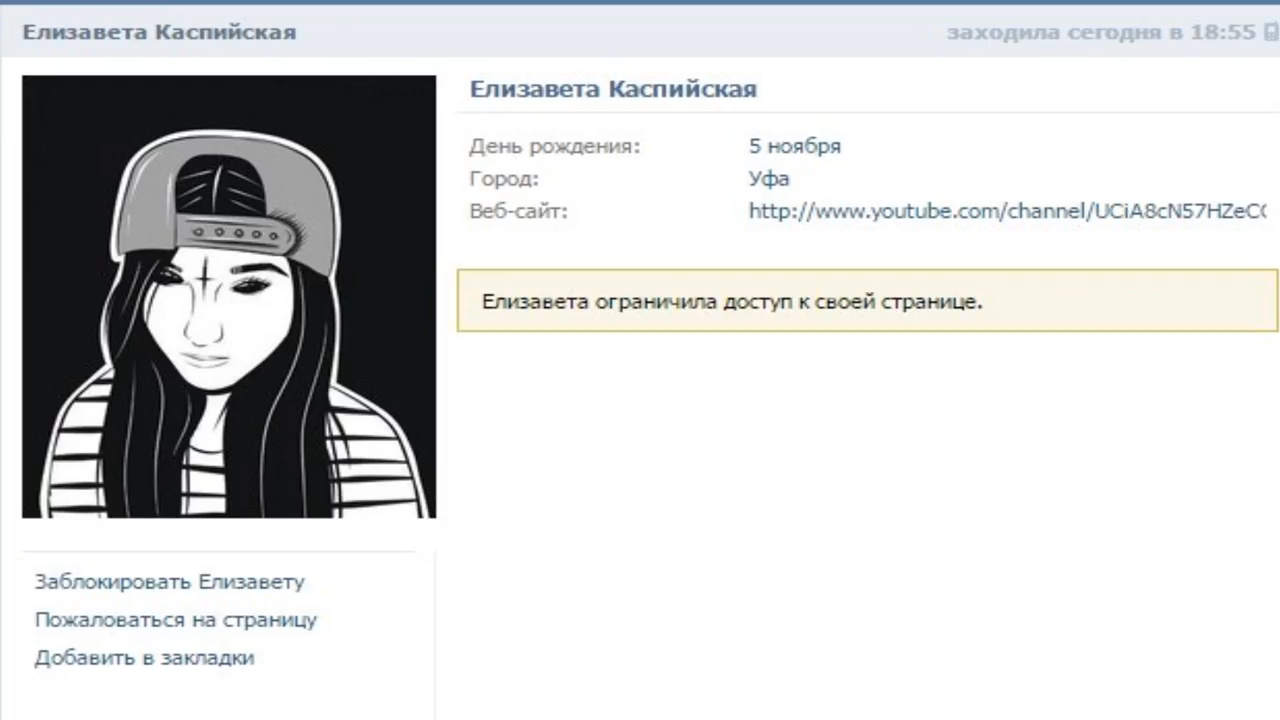 Елизавета Каспийская
заходила сегодня в 18:55
Елизавета Каспийская
День рождения: 5 ноября
Город: Уфа
Веб-сайт: http://www.youtube.com/channel/UCiA8cN57HZeC
Елизавета ограничила доступ к своей странице.
Заблокировать Елизавету
Пожаловаться на страницу
Добавить в закладки